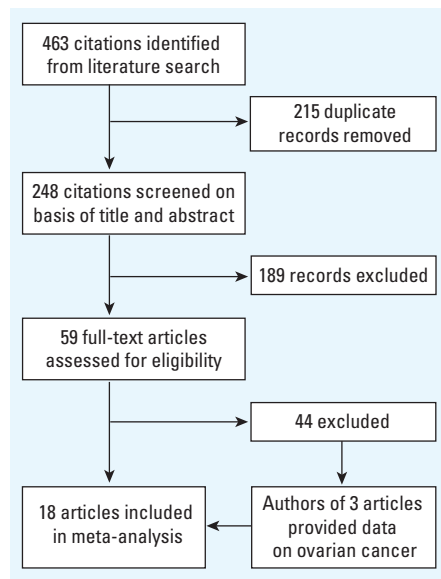 463 citations identified
from literature search
215 duplicate
records removed
248 citations screened on
basis of title and abstract
189 records excluded
59 full-text articles
assessed for eligibility
44 excluded
18 articles included
in meta-analysis
Authors of 3 articles
provided data
on ovarian cancer